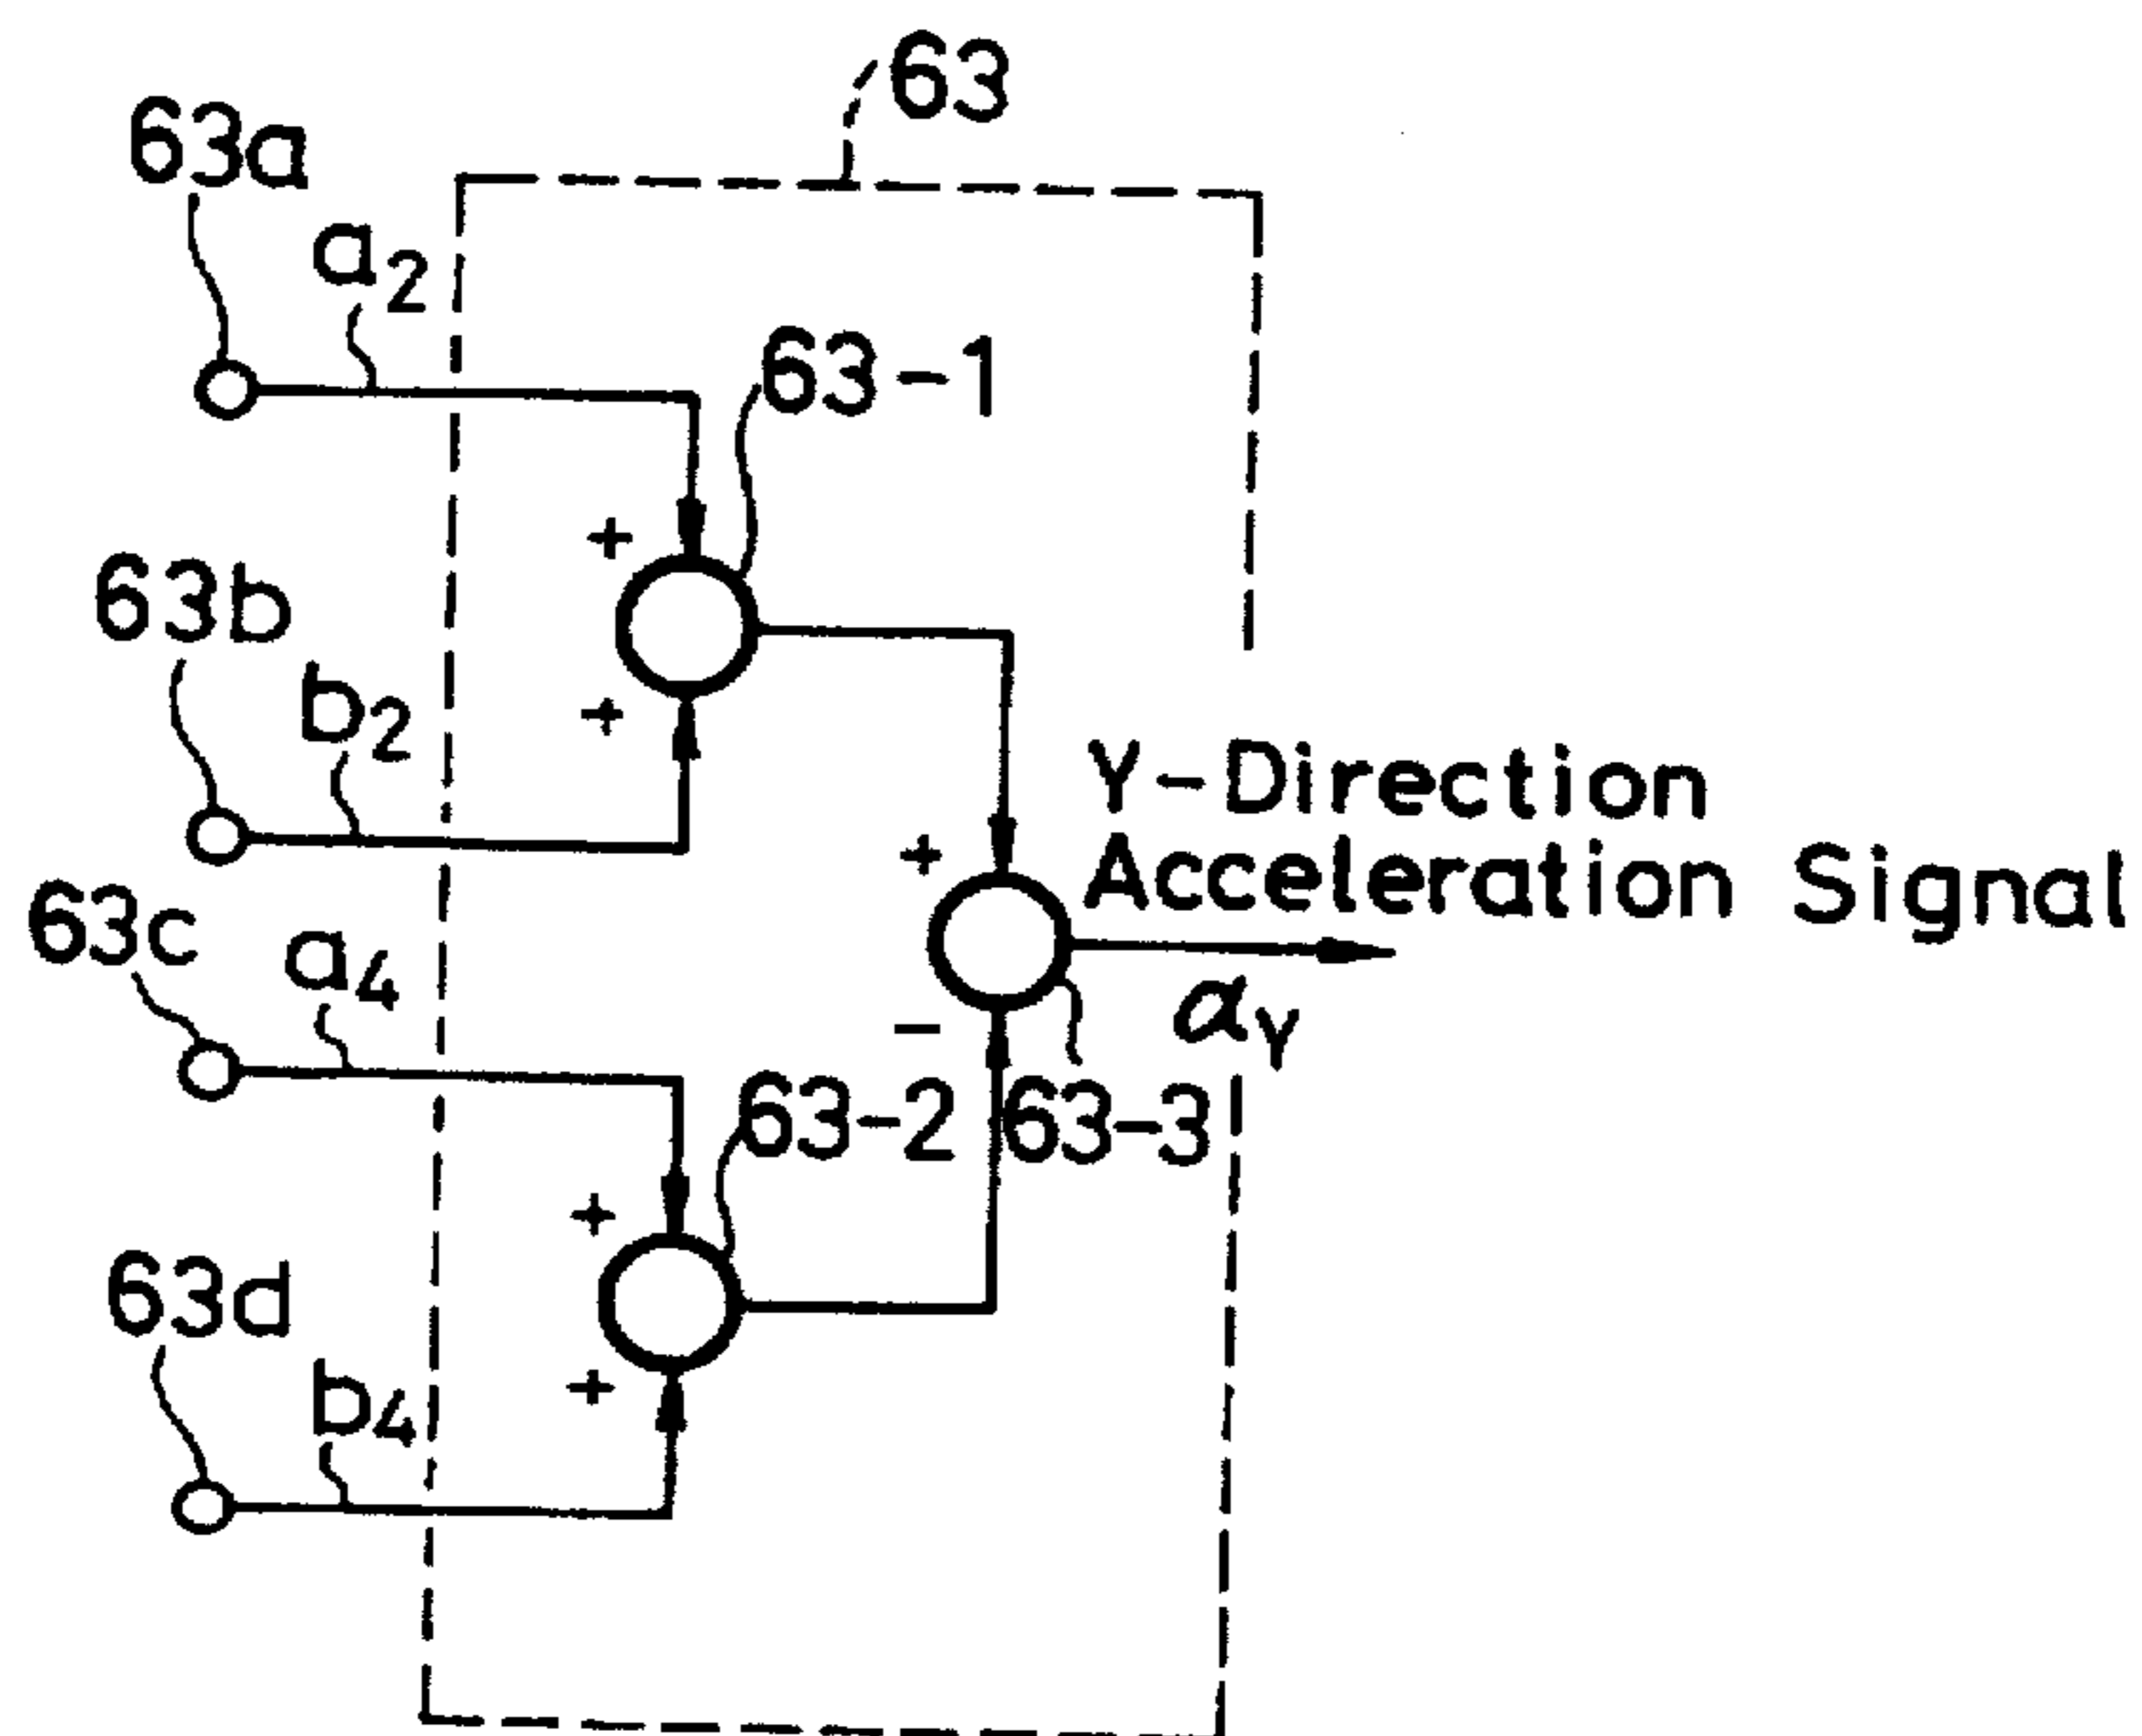 63
63a
a2
63-1
+
63b
+
b2
Y-Direction
Acceleration Signal
+
63c
a4
αY
-
63-2
63-3
+
63d
+
b4